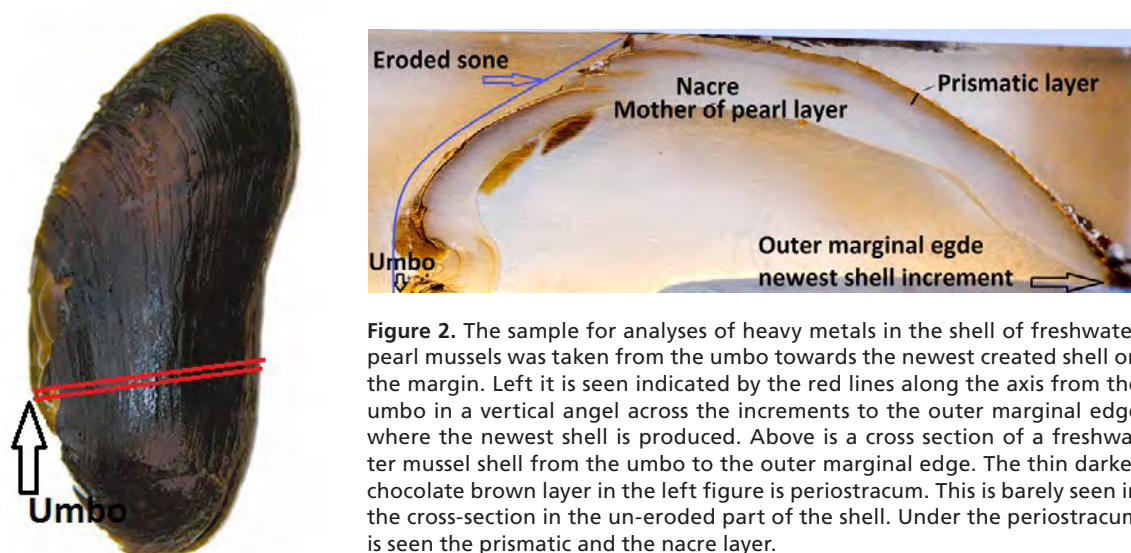 Eroded sone
Nacre
Mother of pearl layer
Prismatic layer
Umbo
Outer marginal egde
newest shell increment
Umbo
Figure 2. The sample for analyses of heavy metals in the shell of freshwate
pearl mussels was taken from the umbo towards the newest created shell on
the margin. Left it is seen indicated by the red lines along the axis from the
umbo in a vertical angel across the increments to the outer marginal edge
where the newest shell is produced. Above is a cross section of a freshwa
ter mussel shell from the umbo to the outer marginal edge. The thin darke
chocolate brown layer in the left figure is periostracum. This is barely seen in
the cross-section in the un-eroded part of the shell. Under the periostracum
is seen the prismatic and the nacre layer.